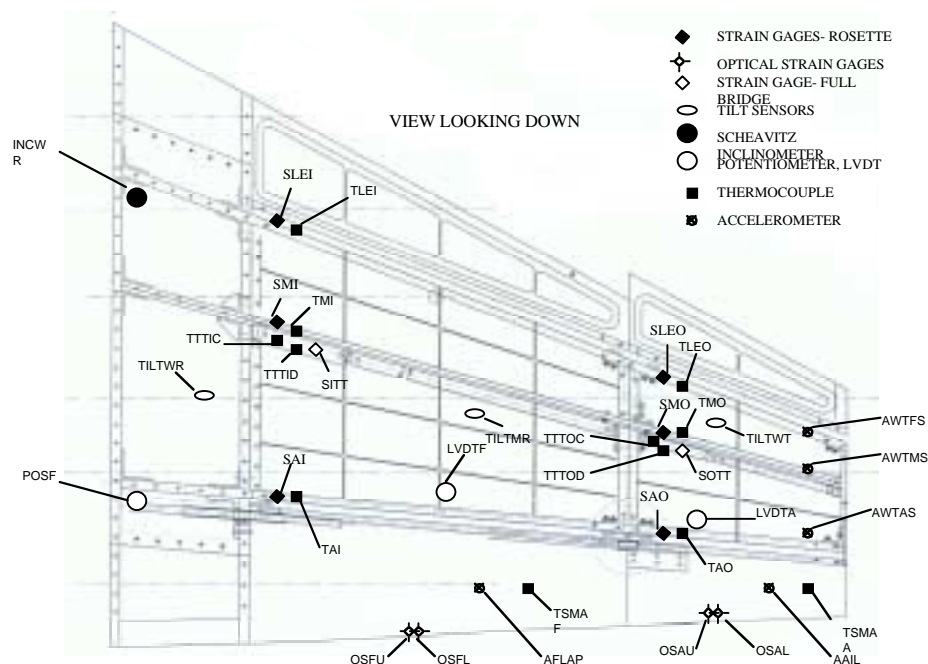 STRAIN GAGES- ROSETTE
OPTICAL STRAIN GAGES
STRAIN GAGE- FULL
BRIDGE
TILT SENSORS
SCHEAVITZ
INCLINOMETER
POTENTIOMETER, LVDT
THERMOCOUPLE
ACCELEROMETER
VIEW LOOKING DOWN
INCW
R
SLEI
TLEI
SMI
TMI
TTTIC
TTTID
SITT
TILTWR
SLEO
TLEO
SMO
TMO
TILTMR
TTTOC
TILTWT
AWTFS
LVDTF
TTTOD
SOTT
AWTMS
POSF
SAI
SAO
LVDTA
AWTAS
TAI
TAO
TSMA
F
OSFU
OSFL
AFLAP
OSAU
OSAL
AAIL
TSMA
A